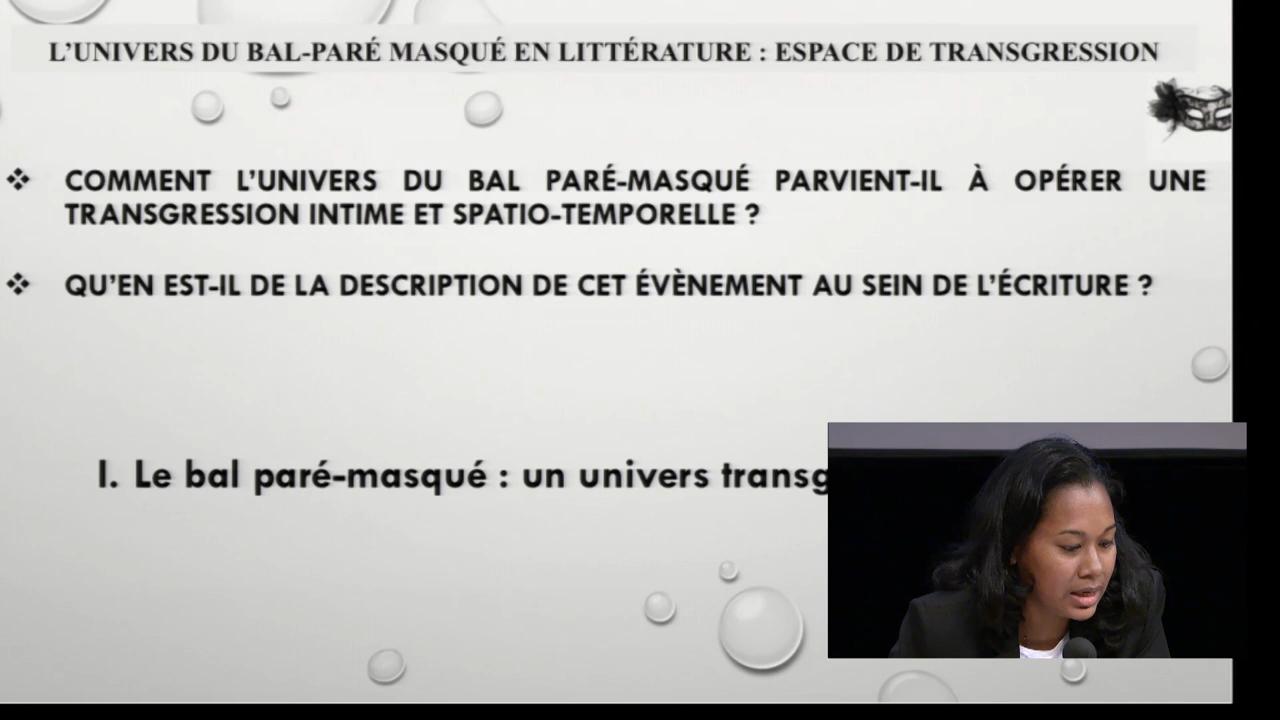 L'UNIVERS DU BAL-PARÉ MASQUÉ EN LITTÉRATURE : ESPACE DE TRANSGRESSION
❖ COMMENT L'UNIVERS DU BAL PARÉ-MASQUÉ PARVIENT-IL À OPÉRER UNE
TRANSGRESSION INTIME ET SPATIO-TEMPORELLE ?
❖ QU'EN EST-IL DE LA DESCRIPTION DE CET ÉVÈNEMENT AU SEIN DE L'ÉCRITURE ?
I. Le bal paré-masqué : un univers